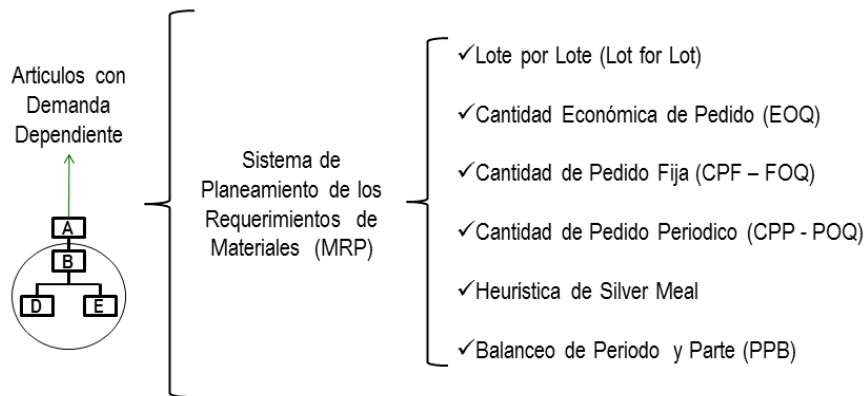 Artículos con
Demanda
Dependiente
A
B
D
E
Sistema de
Planeamiento de los
Requerimientos de
Materiales (MRP)
✓Lote por Lote (Lot for Lot)
✓Cantidad Económica de Pedido (EOQ)
✓Cantidad de Pedido Fija (CPF – FOQ)
✓Cantidad de Pedido Periodico (CPP - POQ)
✓Heurística de Silver Meal
✓Balanceo de Periodo y Parte (PPB)